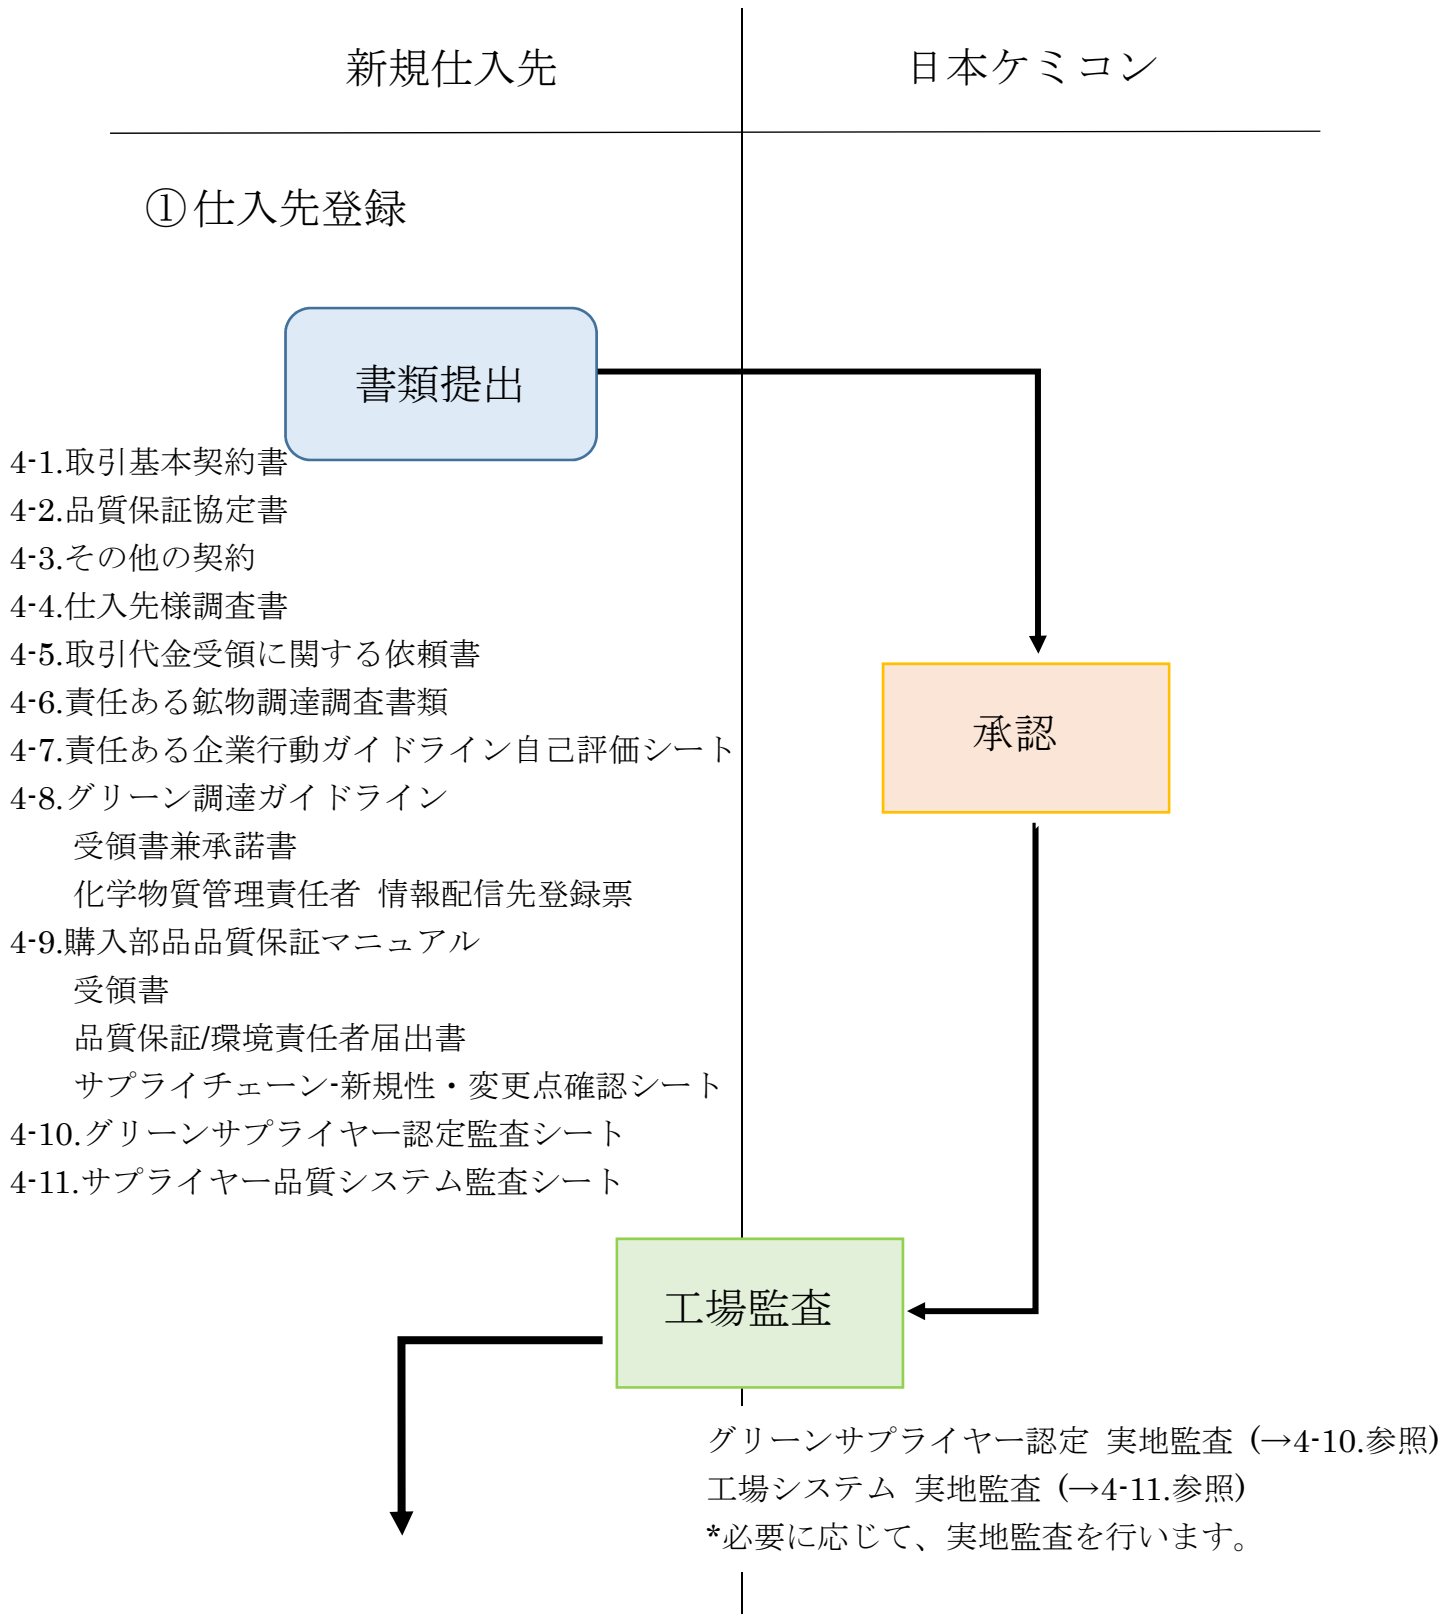 新規仕入先
日本ケミコン
①仕入先登録
書類提出
4-1.取引基本契約書
4-2.品質保証協定書
4-3.その他の契約
4-4.仕入先様調査書
4-5.取引代金受領に関する依頼書
4-6.責任ある鉱物調達調査書類
4-7.責任ある企業行動ガイドライン自己評価シート
4-8.グリーン調達ガイドライン
受領書兼承諾書
化学物質管理責任者 情報配信先登録票
4-9.購入部品品質保証マニュアル
受領書
品質保証/環境責任者届出書
サプライチェーン-新規性・変更点確認シート
4-10.グリーンサプライヤー認定監査シート
4-11.サプライヤー品質システム監査シート
承認
工場監査
グリーンサプライヤー認定 実地監査 (→4-10.参照)
工場システム 実地監査 (→4-11.参照)
*必要に応じて、実地監査を行います。